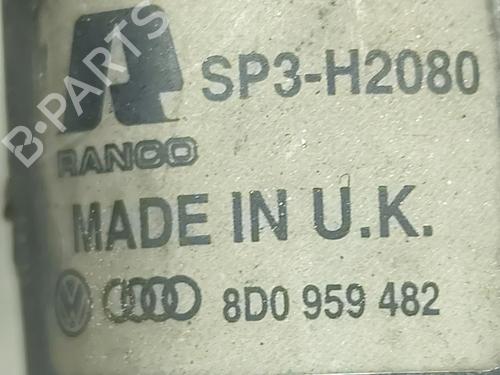 SP3-H2080
RANCO
MADE IN U.K.
8D0 959 482
B-PARTS